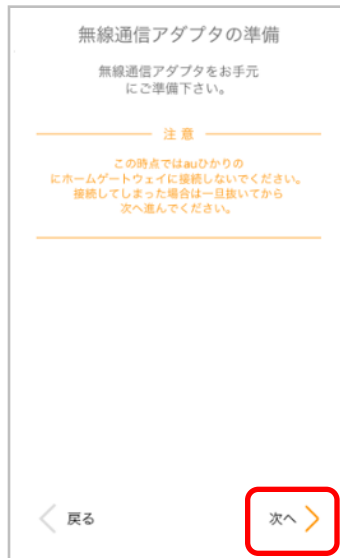 無線通信アダプタの準備
無線通信アダプタをお手元
にご準備下さい。
注意
この時点ではauひかりの
にホームゲートウェイに接続しないでください。
接続してしまった場合は一旦抜いてから
次へ進んでください。
戻る
次へ